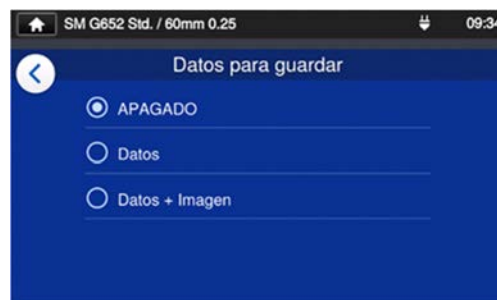 SM G652 Std. / 60mm 0.25 09:34
Datos para guardar
APAGADO
Datos
Datos + Imagen